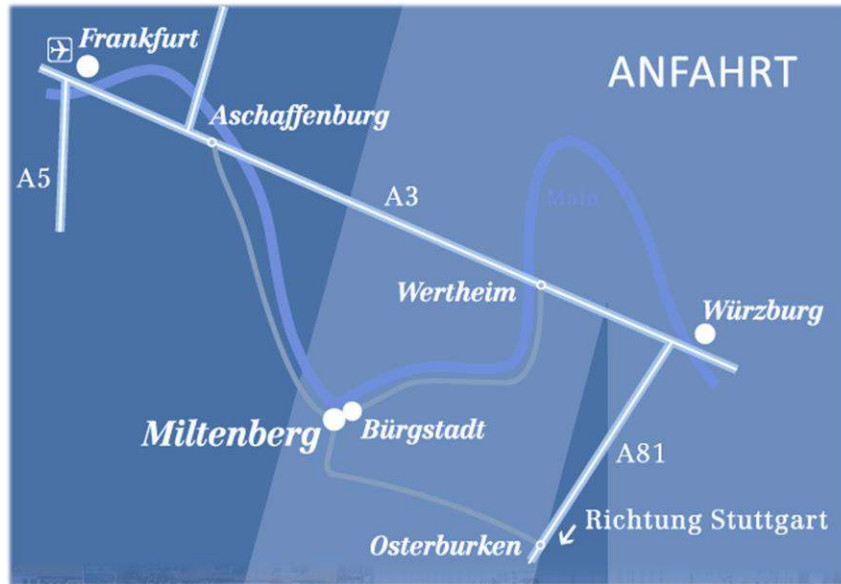 Frankfurt
ANFAHRT
Aschaffenburg
A5
A3
Main
Wertheim
Würzburg
Miltenberg
Bürgstadt
A81
Richtung Stuttgart
Osterburken